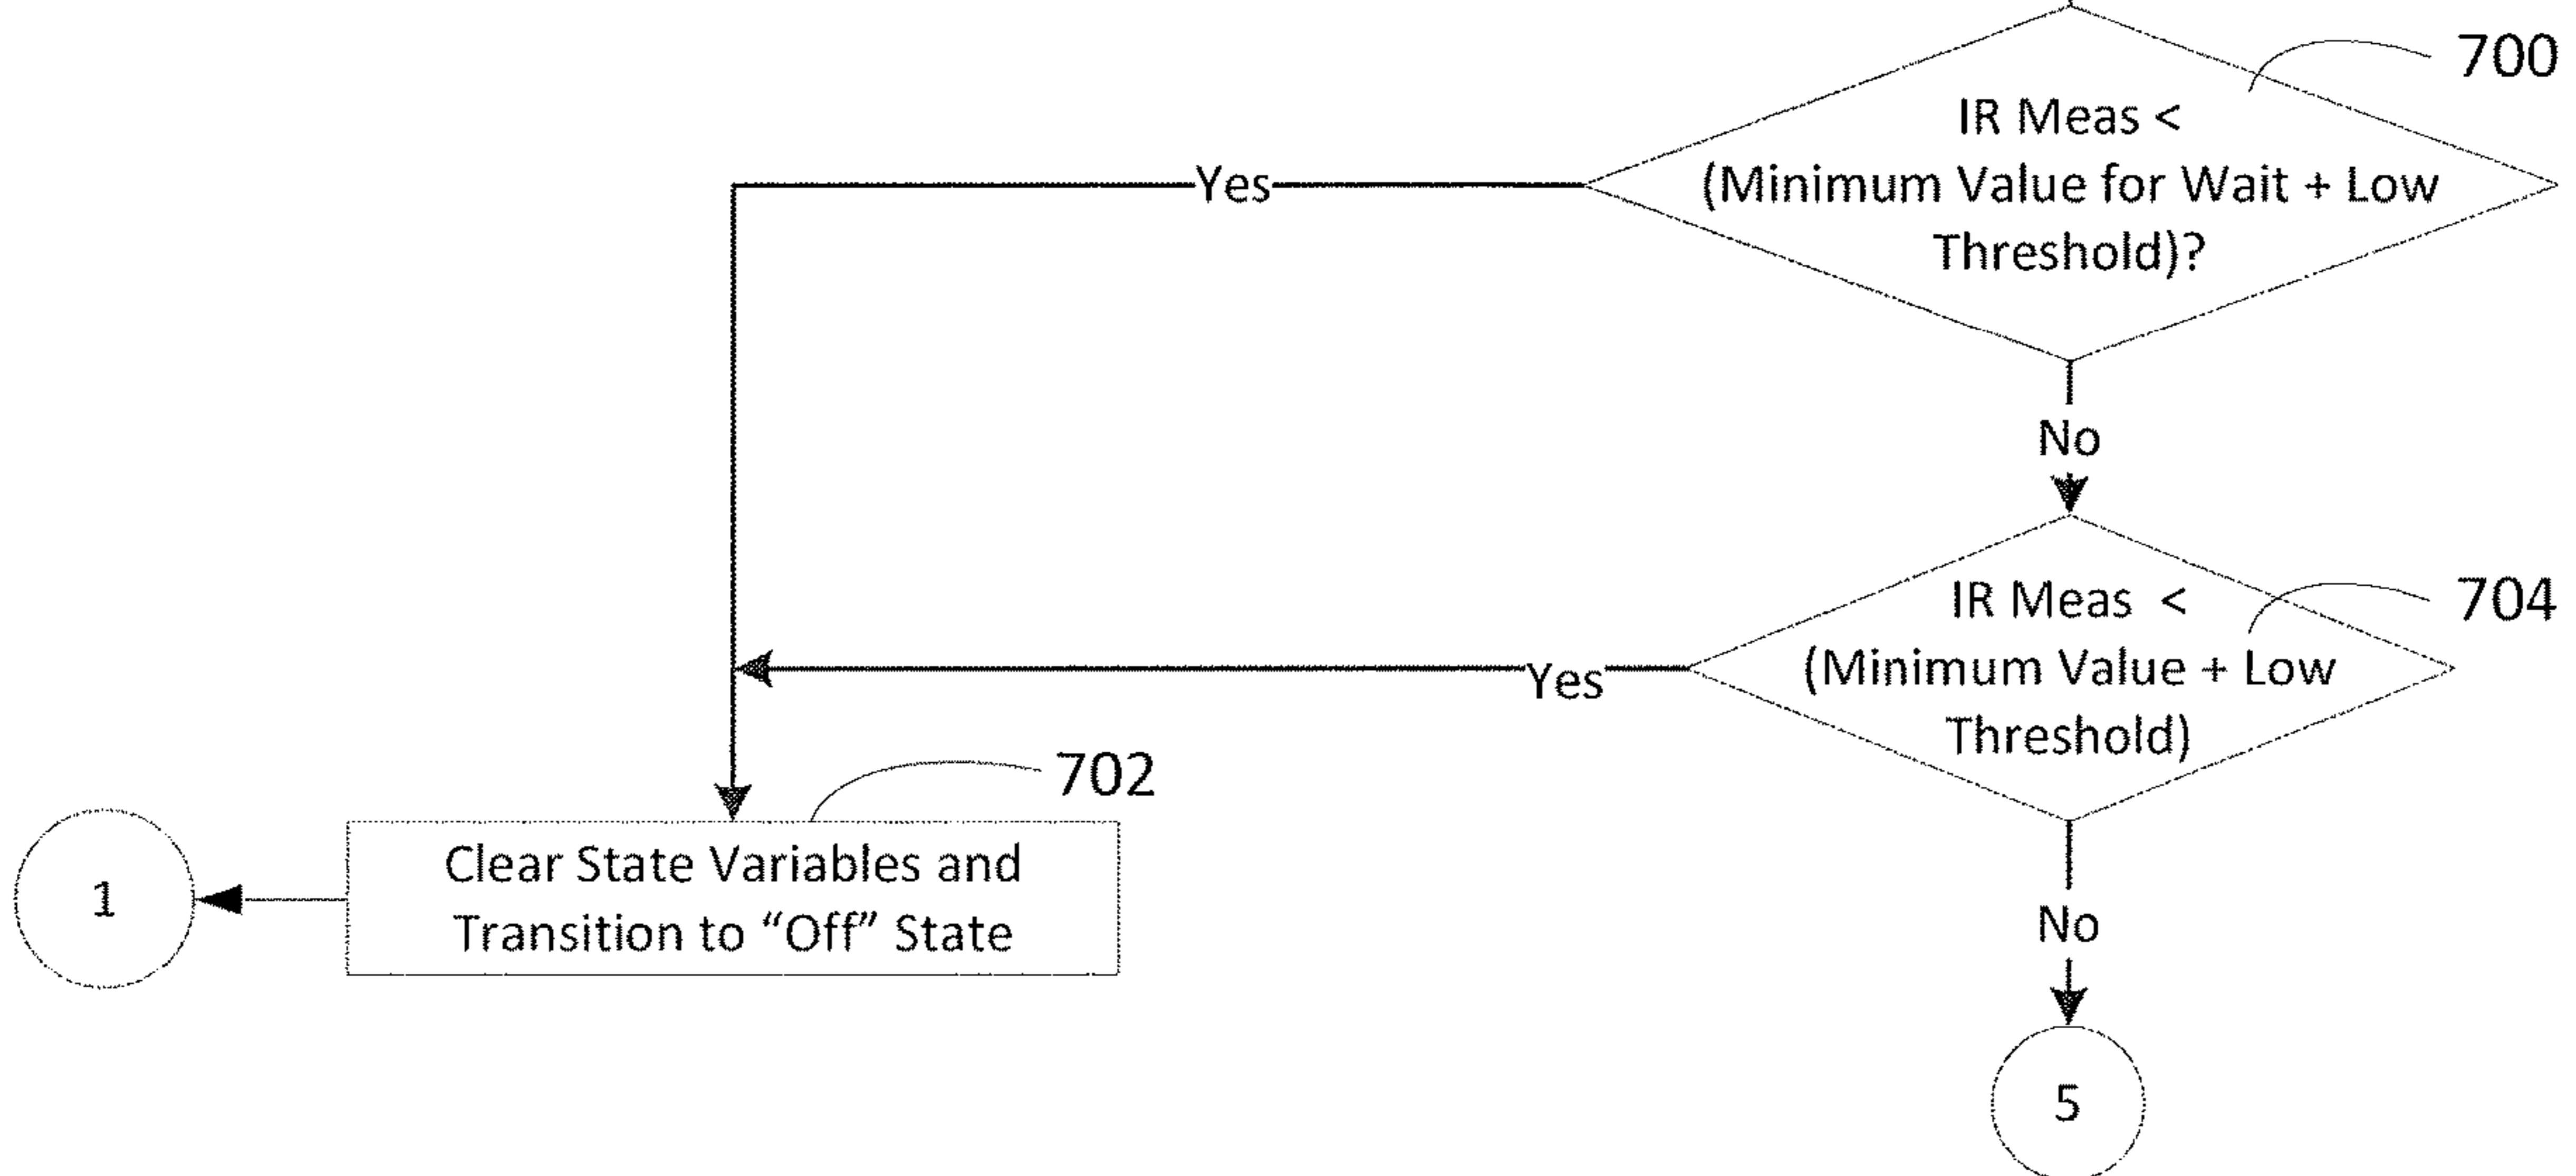 700
IR Meas <
(Minimum Value for Wait + Low
Threshold)?
Yes
No
704
IR Meas <
(Minimum Value + Low
Threshold)
Yes
702
Clear State Variables and
Transition to “Off” State
1
No
5